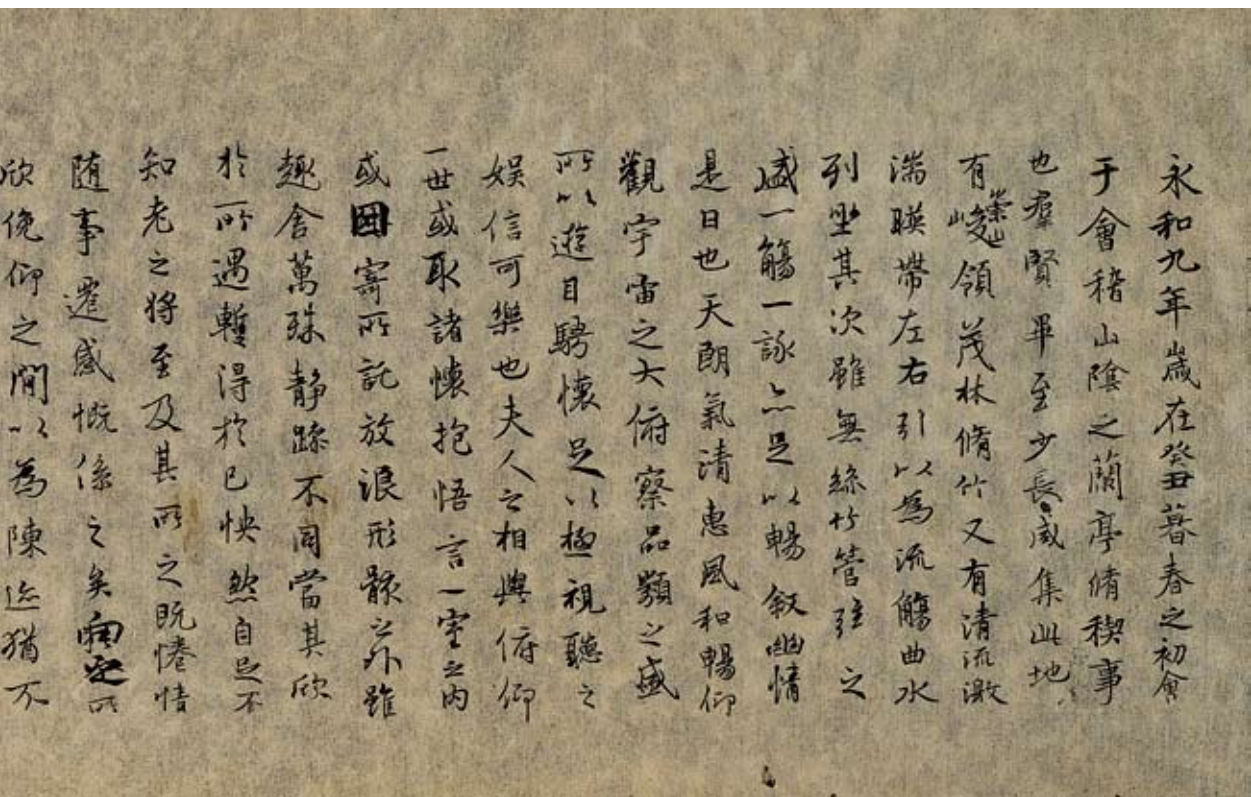 永和九年歲在癸丑暮春之初會
于會稽山陰之蘭亭脩稧事
也羣賢畢至少長咸集此地
有崇山峻領茂林脩竹又有清流激
湍暎帶左右引以為流觴曲水
列坐其次雖無絲竹管弦之
盛一觴一詠亦足以暢叙幽情
是日也天朗氣清惠風和暢仰
觀宇宙之大俯察品類之盛
所以遊目騁懷足以極視聽之
娛信可樂也夫人之相與俯仰
一世或取諸懷抱悟言一室之內
或因寄所託放浪形骸之外雖
趣舍萬殊靜躁不同當其欣
於所遇暫得於己怏然自足不
知老之將至及其所之既惓情
随事遷感慨係之矣向之所
欣俛仰之閒以為陳迹猶不